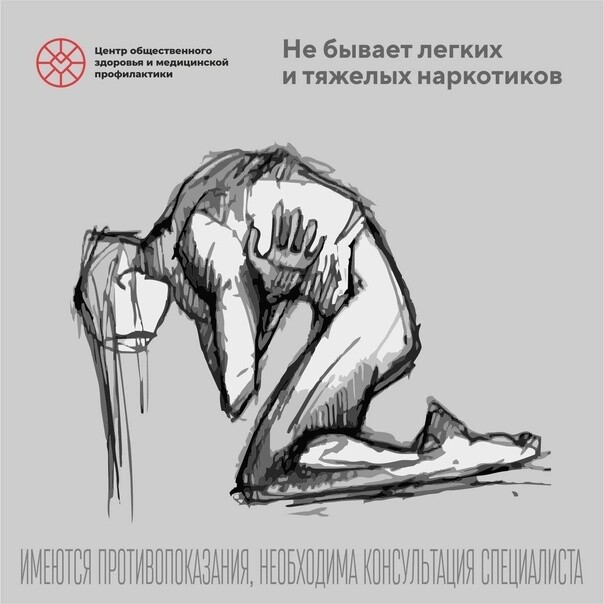 Центр общественного
здоровья и медицинской
профилактики
Не бывает легких
и тяжелых наркотиков
ИМЕЮТСЯ ПРОТИВОПОКАЗАНИЯ, НЕОБХОДИМА КОНСУЛЬТАЦИЯ СПЕЦИАЛИСТА